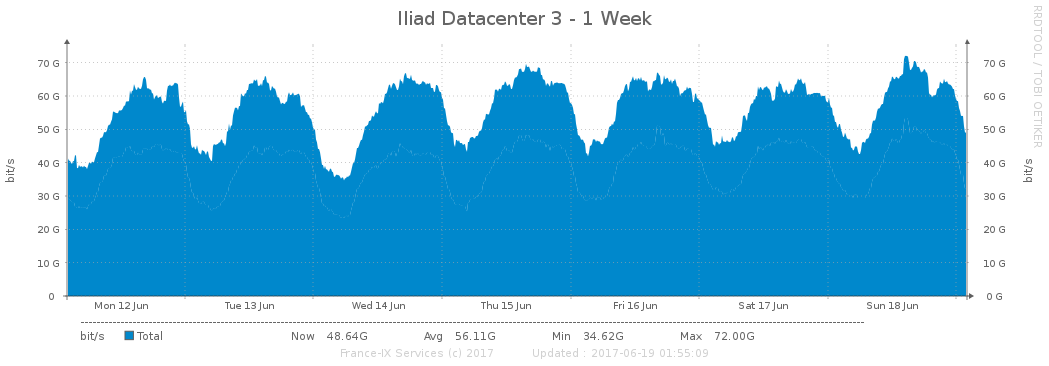 Iliad Datacenter 3 - 1 Week
RRDTOOL / TOBI OETIKER
70 G 70 G
60 G 60 G
50 G 50 G
40 G 40 G
30 G 30 G
20 G 20 G
10 G 10 G
0 0 G
bit/s bit/s
Mon 12 Jun Tue 13 Jun Wed 14 Jun Thu 15 Jun Fri 16 Jun Sat 17 Jun Sun 18 Jun
bit/s Total Now 48.64G Avg 56.11G Min 34.62G Max 72.00G
France-IX Services (c) 2017 Updated : 2017-06-19 01:55:09